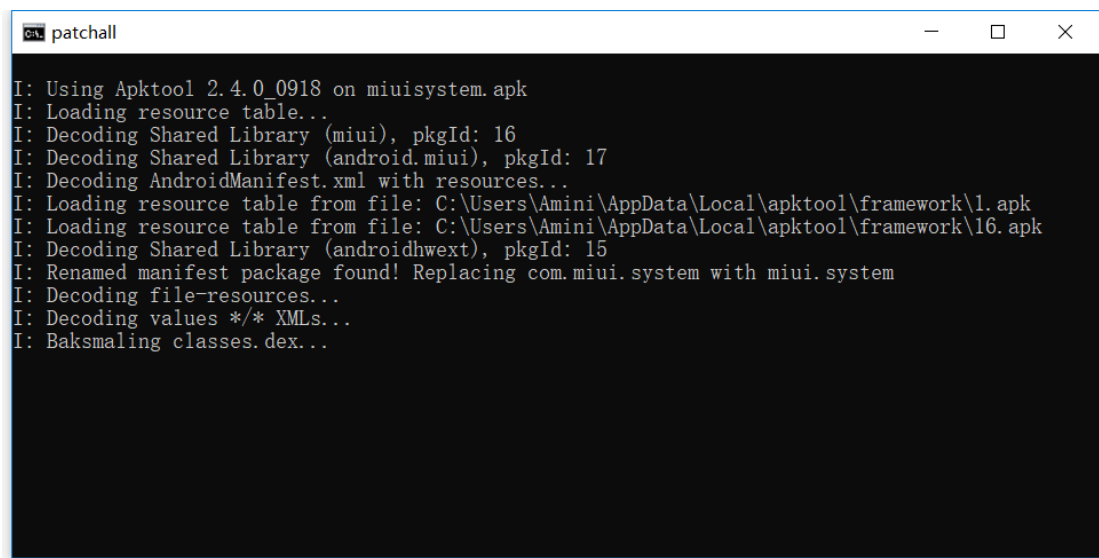 patchall
I: Using Apktool 2.4.0_0918 on miuisystem.apk
I: Loading resource table...
I: Decoding Shared Library (miui), pkgId: 16
I: Decoding Shared Library (android.miui), pkgId: 17
I: Decoding AndroidManifest.xml with resources...
I: Loading resource table from file: C:\Users\Amini\AppData\Local\apktool\framework\1.apk
I: Loading resource table from file: C:\Users\Amini\AppData\Local\apktool\framework\16.apk
I: Decoding Shared Library (androidhwext), pkgId: 15
I: Renamed manifest package found! Replacing com.miui.system with miui.system
I: Decoding file-resources...
I: Decoding values */* XMLs...
I: Baksmaling classes.dex...